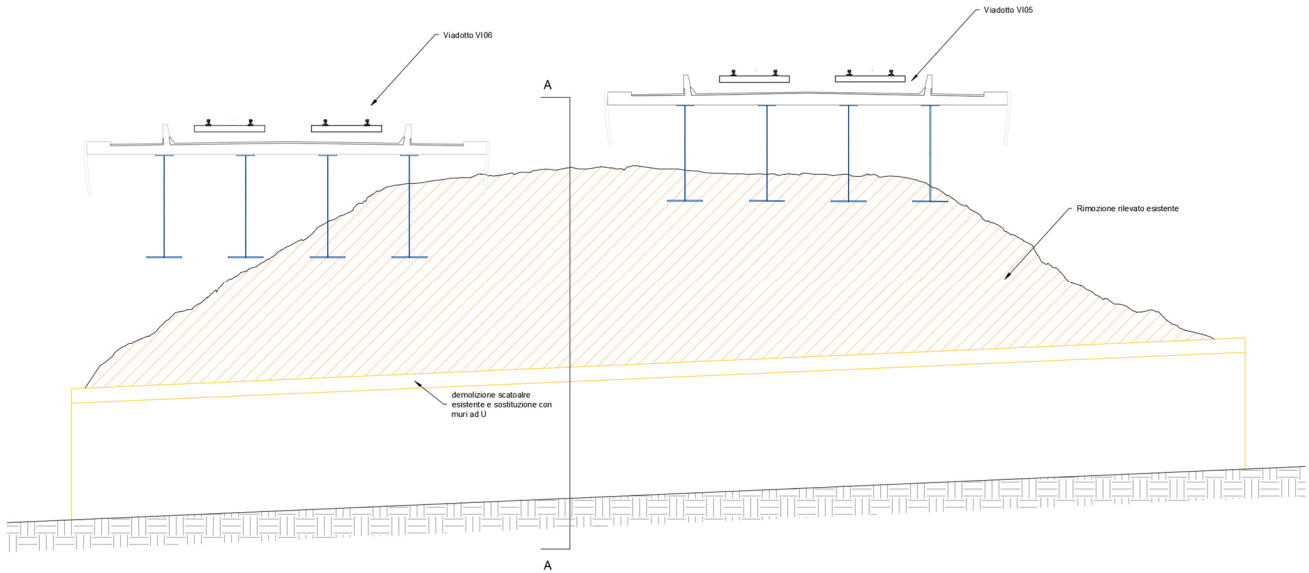 Viadotto VI05
Viadotto VI06
A
Rimozione rilevato esistente
demolizione scatoalre
esistente e sostituzione con
muri ad U
A